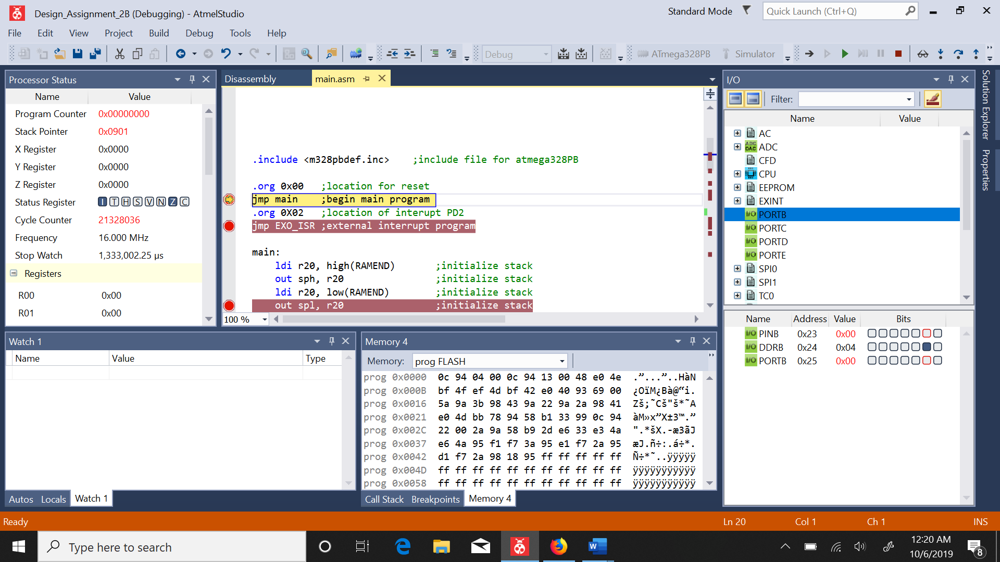 Design_Assignment_2B (Debugging) - AtmelStudio
Standard Mode
Quick Launch (Ctrl+Q)
File Edit View Project Build Debug Tools Help
Debug
ATmega328PB
Simulator
Processor Status
Name Value
Program Counter 0x00000000
Stack Pointer 0x0901
X Register 0x0000
Y Register 0x0000
Z Register 0x0000
Status Register I T H S V N Z C
Cycle Counter 21328036
Frequency 16.000 MHz
Stop Watch 1,333,002.25 µs
Registers
R00 0x00
R01 0x00
Disassembly
main.asm
.include <m328pbdef.inc> ;include file for atmega328PB
.org 0x00 ;location for reset
jmp main ;begin main program
.org 0X02 ;location of interupt PD2
jmp EXO_ISR ;external interrupt program
main:
ldi r20, high(RAMEND) ;initialize stack
out sph, r20 ;initialize stack
ldi r20, low(RAMEND) ;initialize stack
out spl, r20 ;initialize stack
100 %
I/O
Filter:
Name Value
AC
ADC
CFD
CPU
EEPROM
EXINT
PORTB
PORTC
PORTD
PORTE
SPI0
SPI1
TC0
Name Address Value Bits
PINB 0x23 0x00
DDRB 0x24 0x04
PORTB 0x25 0x00
Solution Explorer
Properties
Watch 1
Name Value Type
Autos Locals Watch 1
Memory 4
Memory: prog FLASH
prog 0x0000 0c 94 04 00 0c 94 13 00 48 e0 4e .”...”..HàN
prog 0x000B bf 4f ef 4d bf 42 e0 40 93 69 00 ¿OïM¿Bà@“i.
prog 0x0016 5a 9a 3b 98 43 9a 22 9a 2a 98 41 Zš;˜Cš"š*˜A
prog 0x0021 e0 4d bb 78 94 58 b1 33 99 0c 94 àM»x”X±3™.”
prog 0x002C 22 00 2a 9a 58 b9 2d e6 33 e3 4a ".*šX.-æ3ãJ
prog 0x0037 e6 4a 95 f1 f7 3a 95 e1 f7 2a 95 æJ.ñ÷:.á÷*.
prog 0x0042 d1 f7 2a 98 18 95 ff ff ff ff ff Ñ÷*˜..ÿÿÿÿÿ
prog 0x004D ff ff ff ff ff ff ff ff ff ff ff ÿÿÿÿÿÿÿÿÿÿÿ
prog 0x0058 ff ff ff ff ff ff ff ff ff ff ff ÿÿÿÿÿÿÿÿÿÿÿ
Call Stack Breakpoints Memory 4
Ready Ln 20 Col 1 Ch 1 INS
Type here to search
12:20 AM
10/6/2019
8